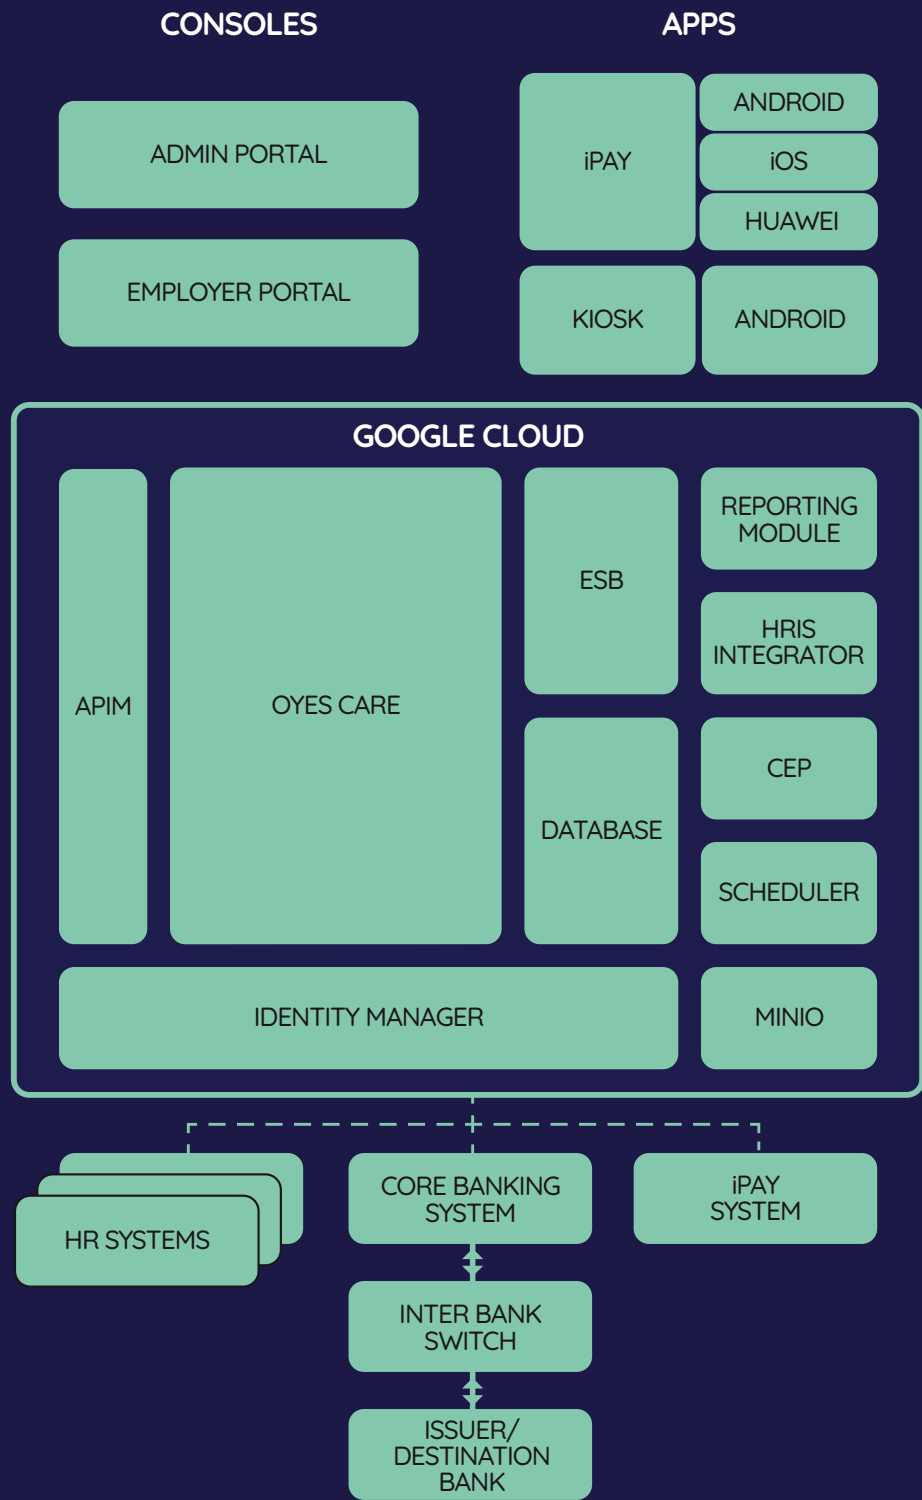 CONSOLES
APPS
ADMIN PORTAL
EMPLOYER PORTAL
iPAY
ANDROID
iOS
HUAWEI
KIOSK
ANDROID
GOOGLE CLOUD
APIM
OYES CARE
ESB
DATABASE
REPORTING
MODULE
HRIS
INTEGRATOR
CEP
SCHEDULER
IDENTITY MANAGER
MINIO
HR SYSTEMS
CORE BANKING
SYSTEM
iPAY
SYSTEM
INTER BANK
SWITCH
ISSUER/
DESTINATION
BANK